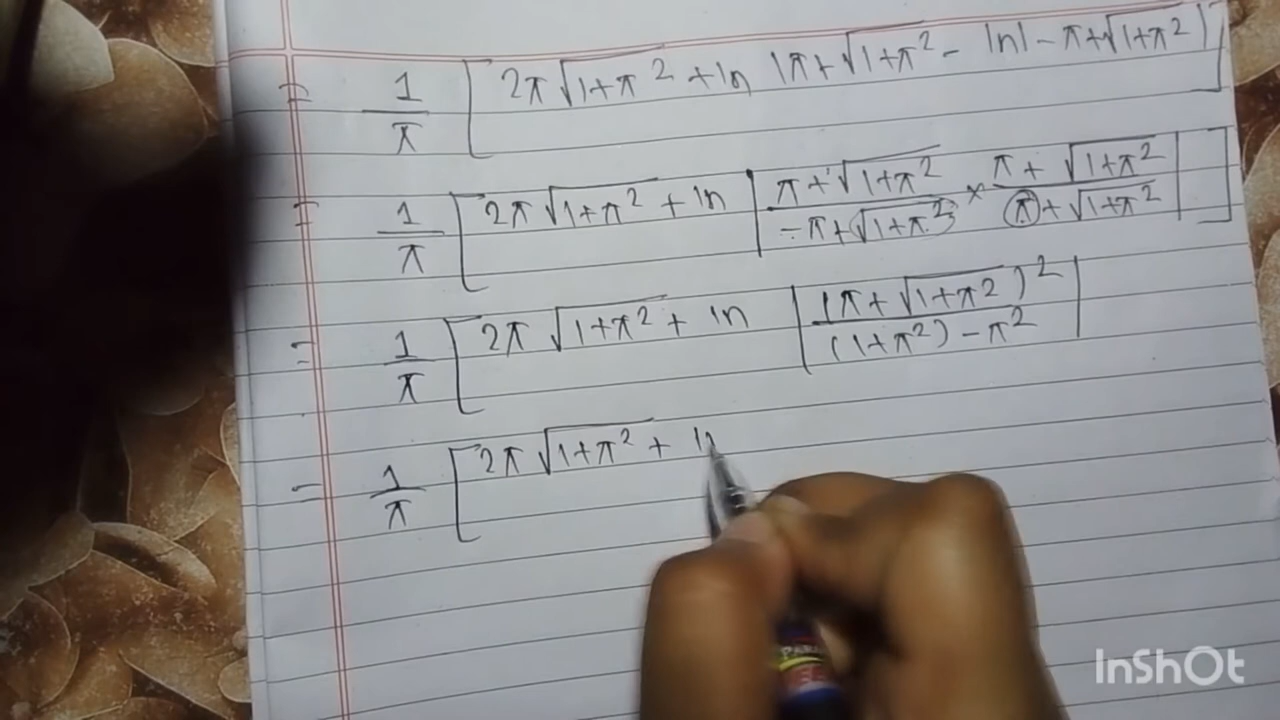 = 1/π [2π√(1+π²) + ln |π+√(1+π²) - ln|-π+√(1+π²)|]
= 1/π [2π√(1+π²) + ln |(π+√(1+π²))/(-π+√(1+π²)) × (π+√(1+π²))/(π+√(1+π²))|]
= 1/π [2π√(1+π²) + ln |(π+√(1+π²))²/((1+π²)-π²)|
= 1/π [2π√(1+π²) + ln
InShOt